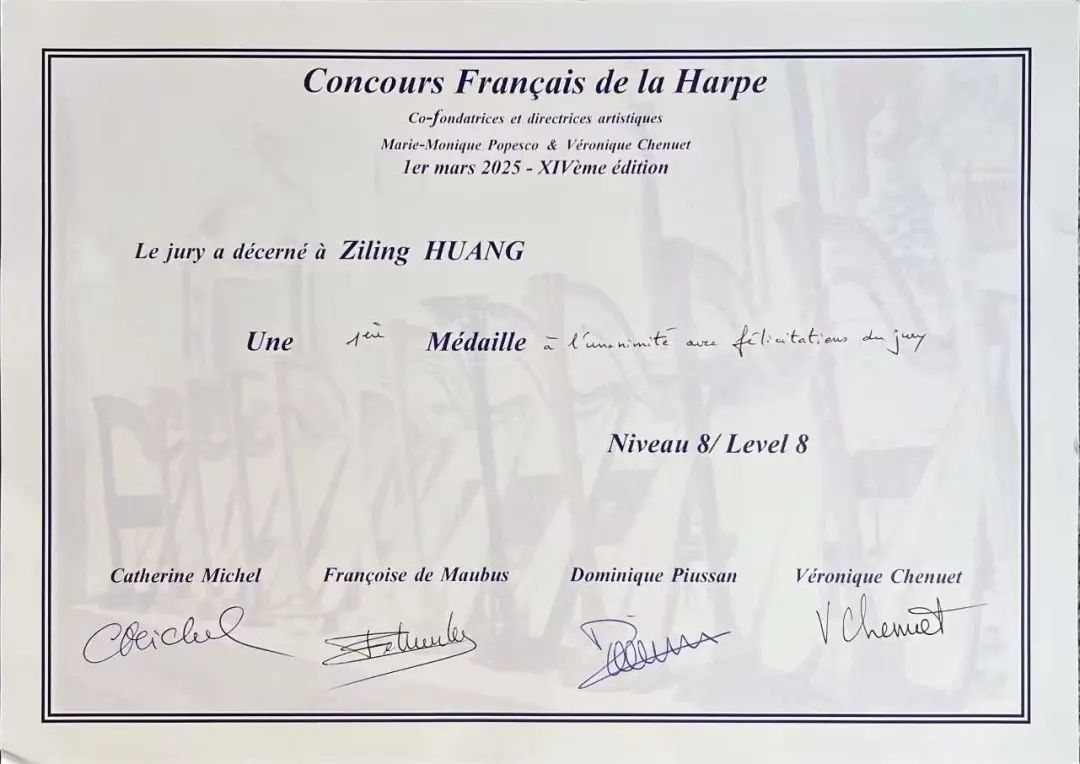 Concours Français de la Harpe
Co-fondatrices et directrices artistiques
Marie-Monique Popesco & Véronique Chenuet
1er mars 2025 - XIVème édition
Le jury a décerné à Ziling HUANG
Une 1ère Médaille à l'unanimité avec félicitations du jury
Niveau 8/ Level 8
Catherine Michel Françoise de Maubus Dominique Piussan Véronique Chenuet
V Chenuet